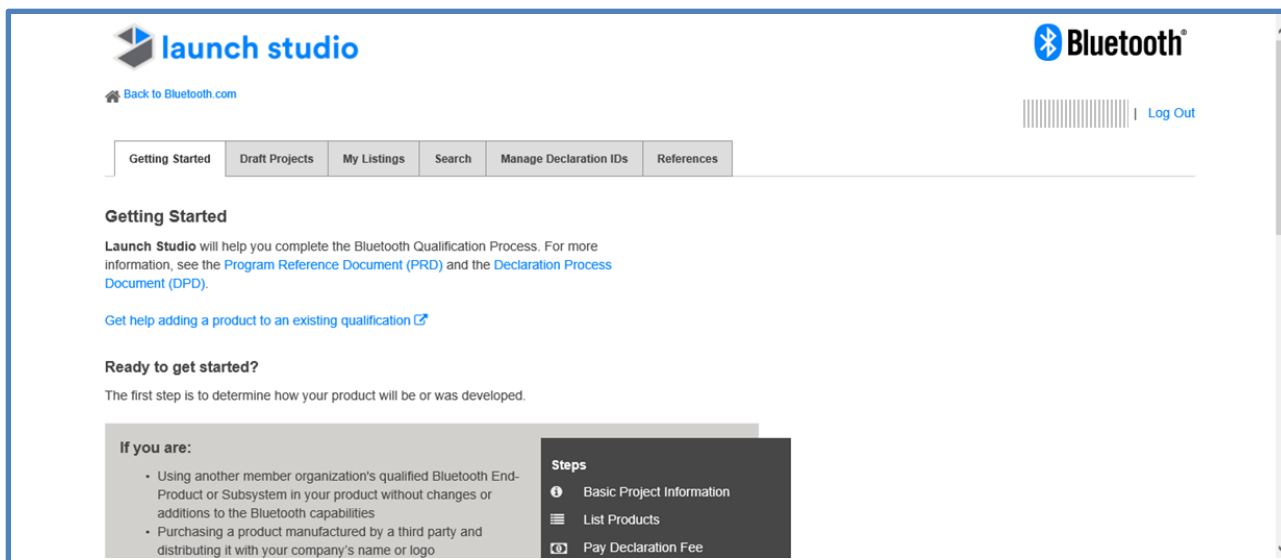 launch studio
Bluetooth®
Back to Bluetooth.com
| Log Out
Getting Started Draft Projects My Listings Search Manage Declaration IDs References
Getting Started
Launch Studio will help you complete the Bluetooth Qualification Process. For more
information, see the Program Reference Document (PRD) and the Declaration Process
Document (DPD).
Get help adding a product to an existing qualification
Ready to get started?
The first step is to determine how your product will be or was developed.
If you are:
• Using another member organization's qualified Bluetooth End-
Product or Subsystem in your product without changes or
additions to the Bluetooth capabilities
• Purchasing a product manufactured by a third party and
distributing it with your company's name or logo
Steps
Basic Project Information
List Products
Pay Declaration Fee